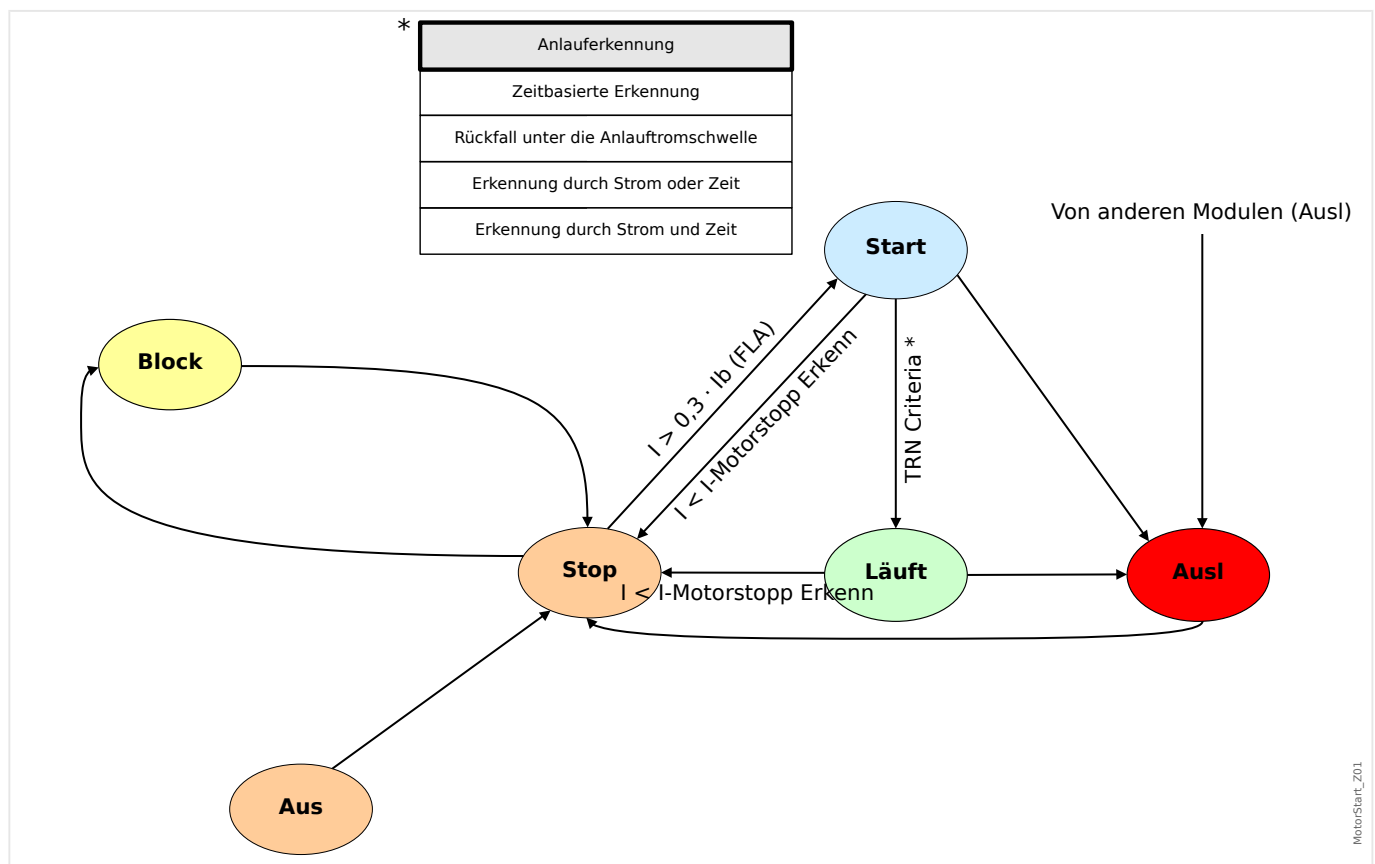 *
Anlauferkennung
Zeitbasierte Erkennung
Rückfall unter die Anlauftromschwelle
Erkennung durch Strom oder Zeit
Erkennung durch Strom und Zeit
Von anderen Modulen (Ausl)
Start
I > 0,3 · Ib (FLA)
I < I-Motorstopp Erkenn
TRN Criteria *
Block
Stop
Läuft
Ausl
I < I-Motorstopp Erkenn
Aus
MotorStart_Z01